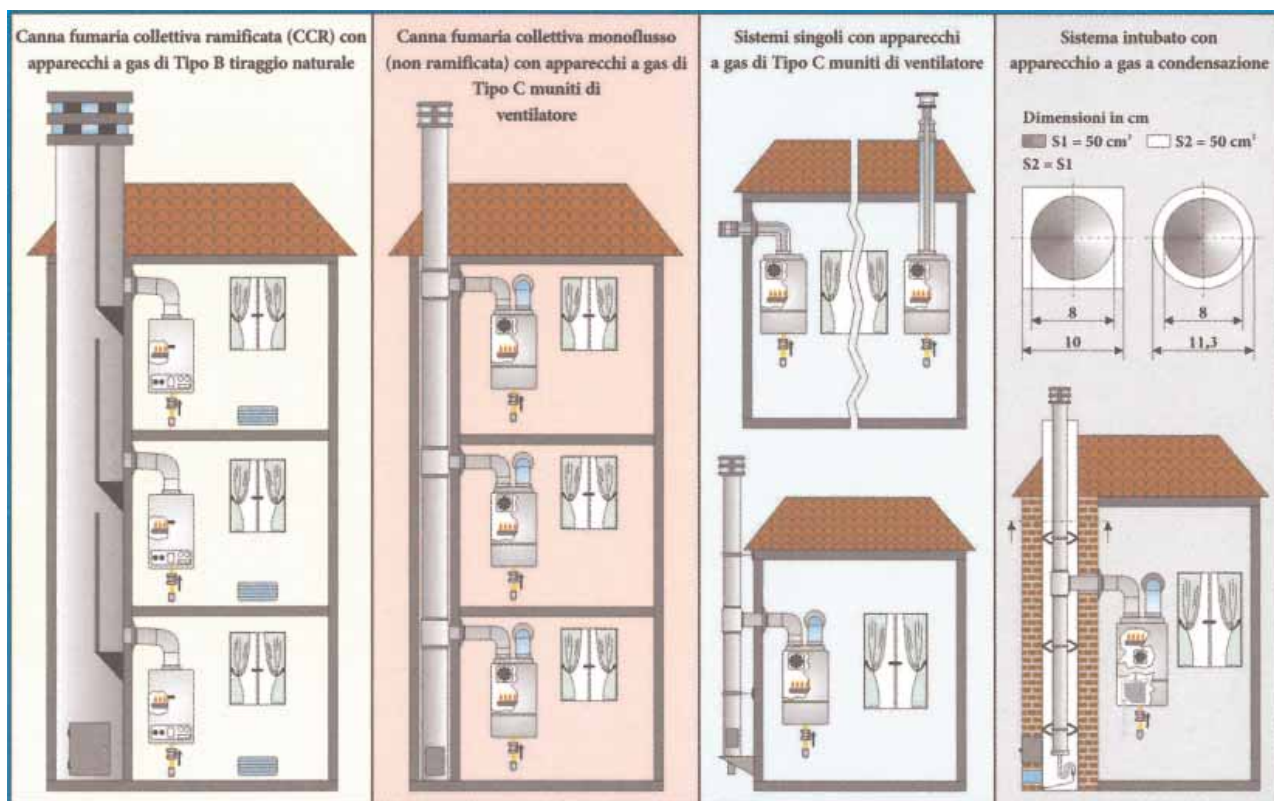 Canna fumaria collettiva ramificata (CCR) con
apparecchi a gas di Tipo B tiraggio naturale
Canna fumaria collettiva monoflusso
(non ramificata) con apparecchi a gas di
Tipo C muniti di
ventilatore
Sistemi singoli con apparecchi
a gas di Tipo C muniti di ventilatore
Sistema intubato con
apparecchio a gas a condensazione
Dimensioni in cm
S1 = 50 cm² S2 = 50 cm²
S2 = S1
8
10
8
11,3